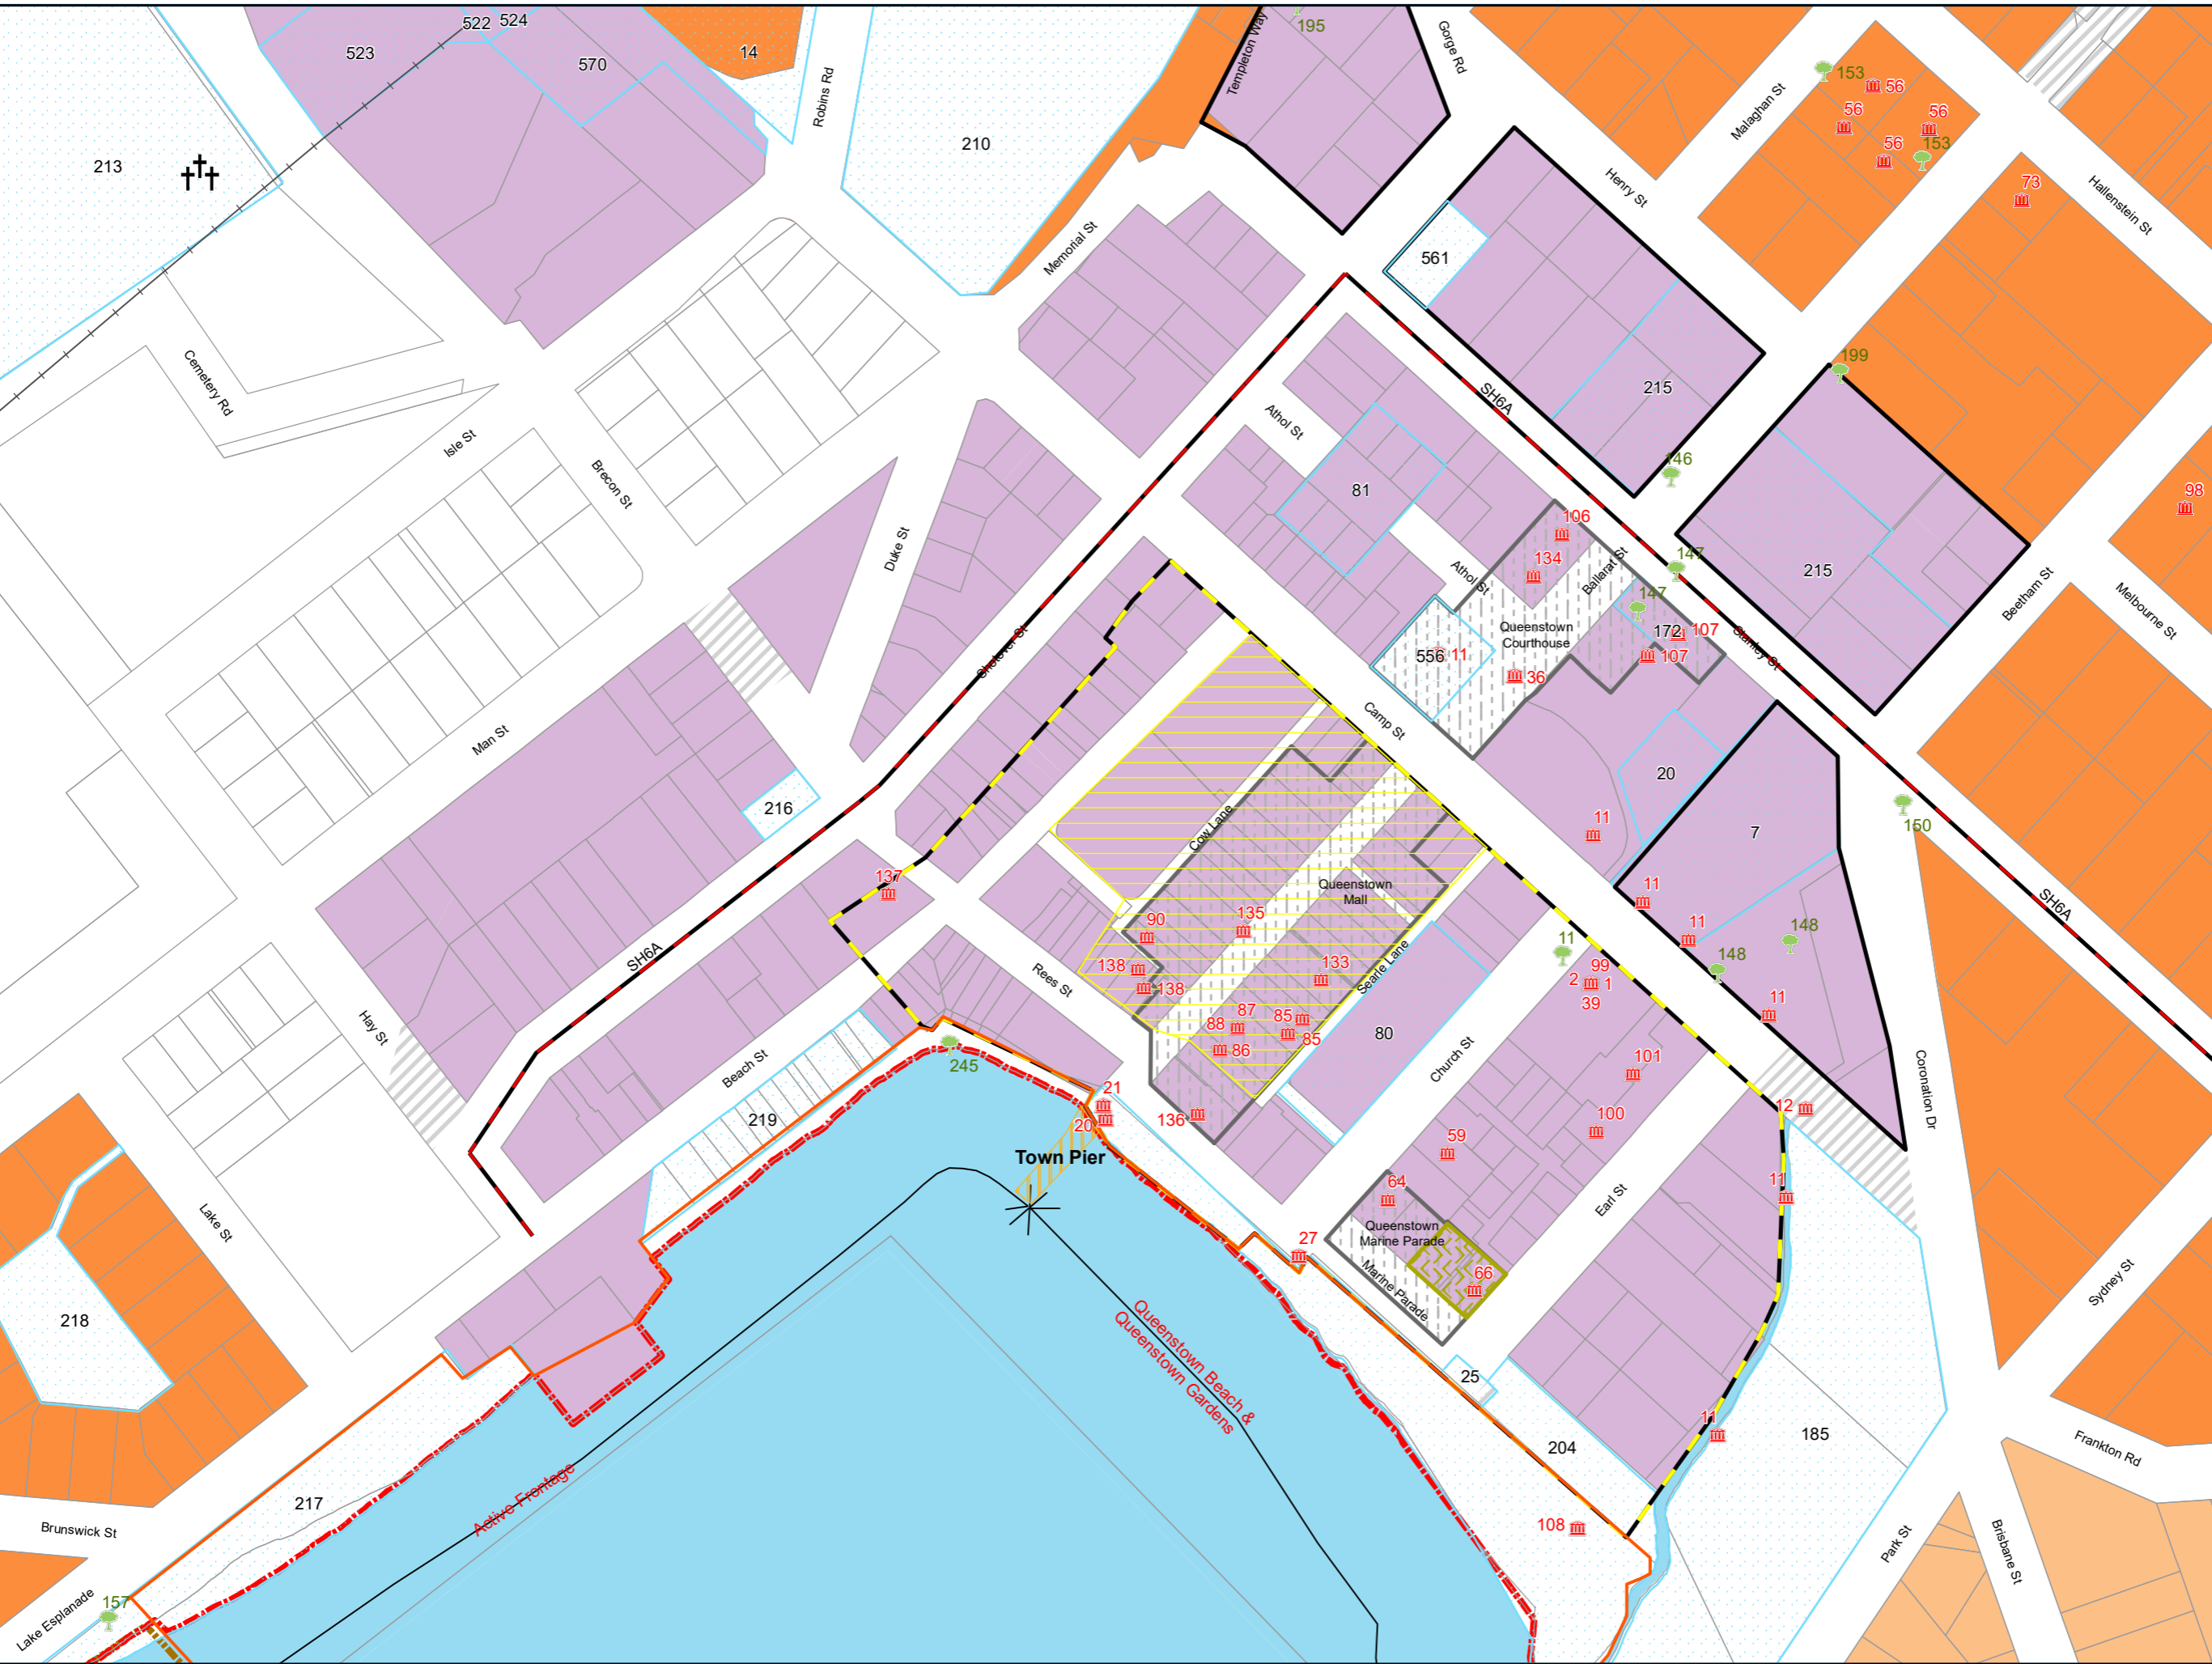 522 524
523
570
14
195
Templeton Way
Gorge Rd
Robins Rd
213
210
Malaghan St
153
56
56
56
56
153
Henry St
73
Hallenstein St
Memorial St
561
Cemetery Rd
Isle St
Brecon St
199
SH6A
215
Athol St
146
98
81
Duke St
106
134
Athol St
Ballarat St
147
147
215
Beetham St
Melbourne St
Queenstown
Courthouse
172
107
107
556
11
36
Stanley St
Shotover St
Man St
Camp St
20
216
Cow Lane
7
11
150
137
Queenstown
Mall
11
11
SH6A
90
135
148
148
SH6A
138
138
133
Searle Lane
11
99
2
1
39
Rees St
11
Hay St
87
88
85
85
86
80
Church St
245
Beach St
101
Coronation Dr
21
20
136
12
219
100
Town Pier
59
64
11
Earl St
Lake St
27
Queenstown
Marine Parade
Marine Parade
66
218
Sydney St
Queenstown Beach &
Queenstown Gardens
25
11
204
185
Frankton Rd
Active Frontage
217
Brunswick St
108
Park St
Brisbane St
157
Lake Esplanade